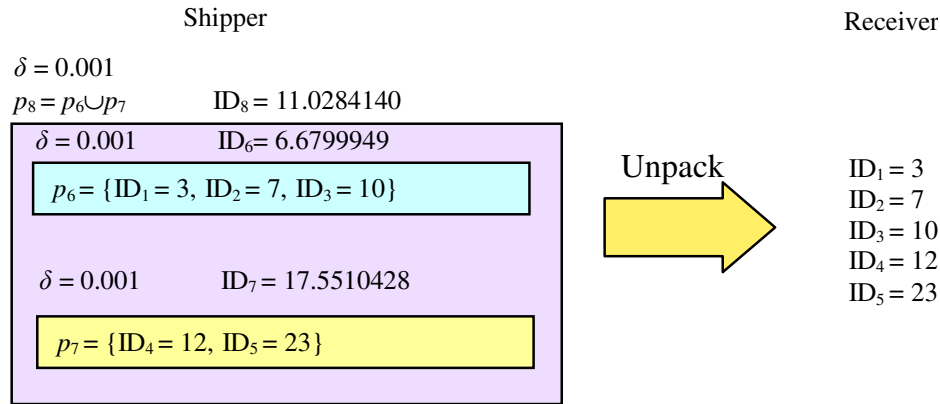 Shipper
Receiver
δ = 0.001
p₈ = p₆∪p₇ ID₈ = 11.0284140
δ = 0.001 ID₆= 6.6799949
p₆ = {ID₁ = 3, ID₂ = 7, ID₃ = 10}
δ = 0.001 ID₇ = 17.5510428
p₇ = {ID₄ = 12, ID₅ = 23}
Unpack
ID₁ = 3
ID₂ = 7
ID₃ = 10
ID₄ = 12
ID₅ = 23